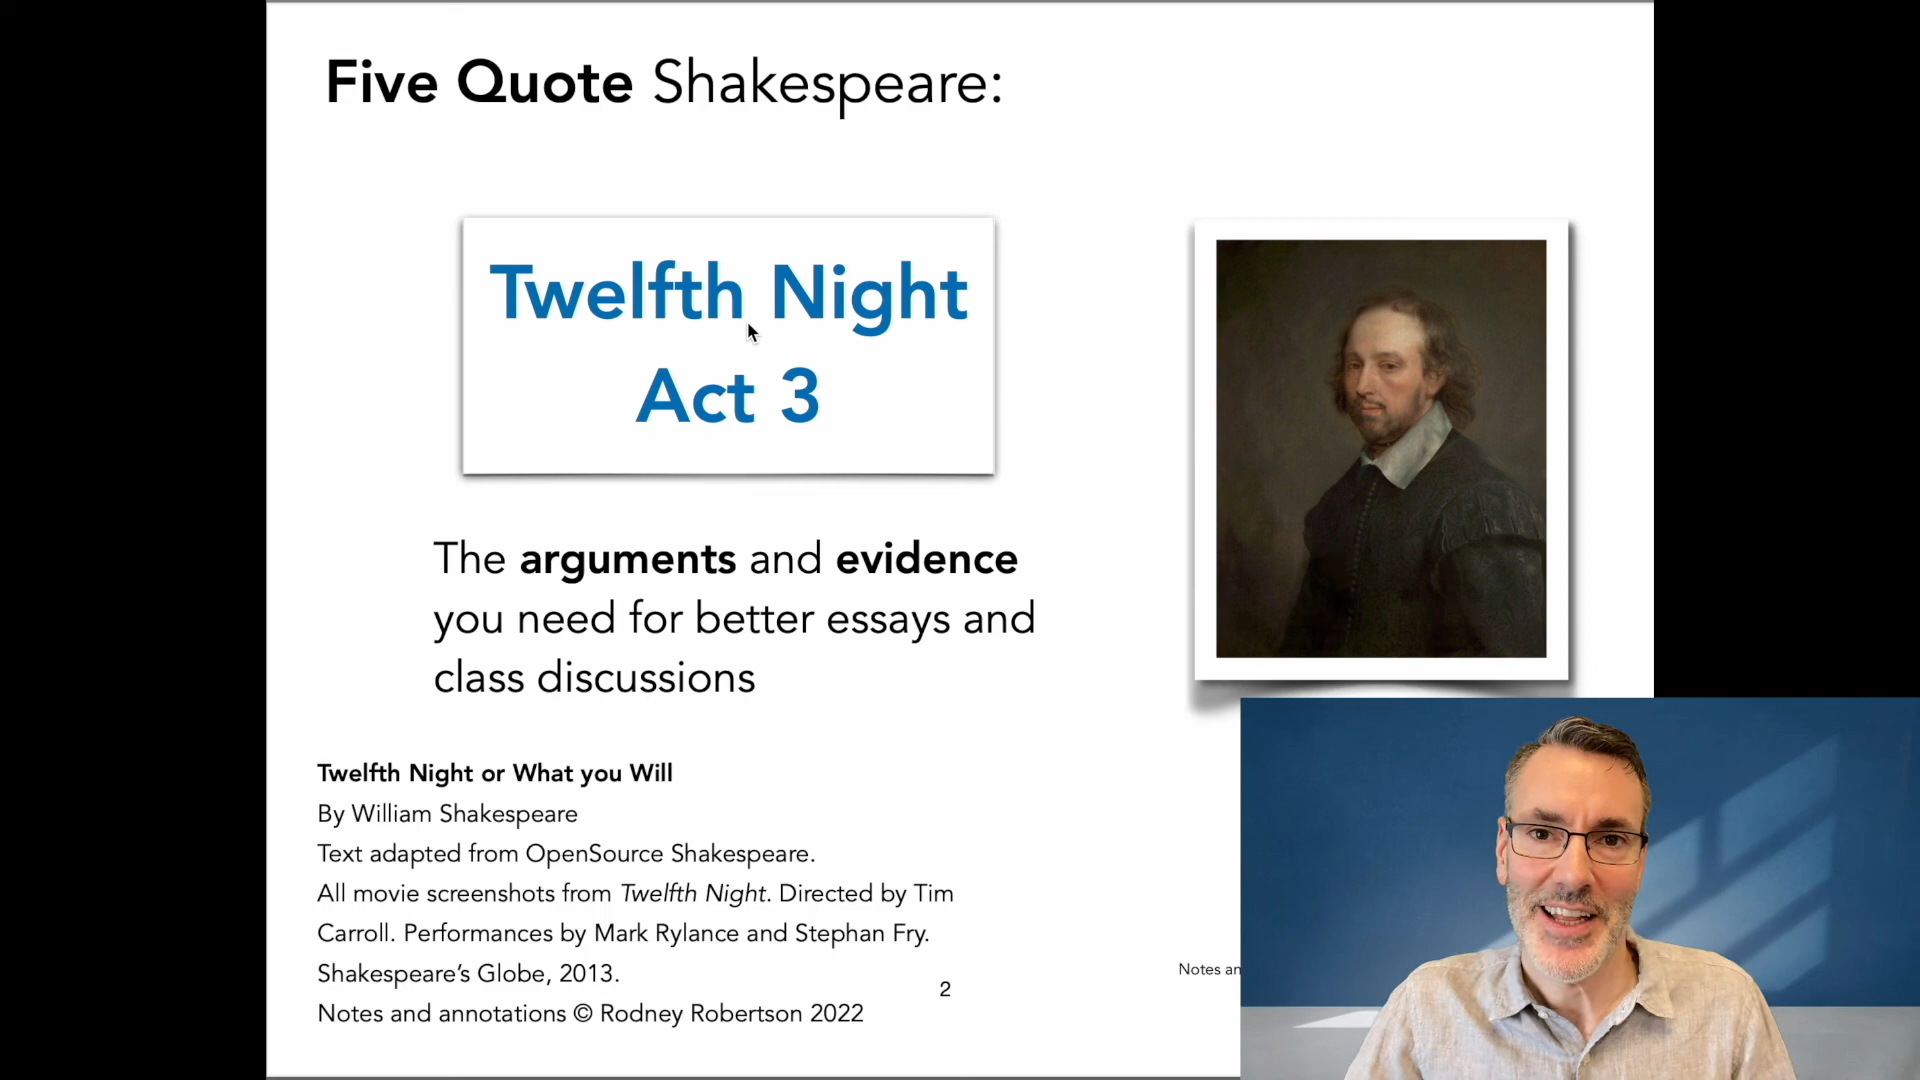 Five Quote Shakespeare:
Twelfth Night
Act 3
The arguments and evidence
you need for better essays and
class discussions
Twelfth Night or What you Will
By William Shakespeare
Text adapted from OpenSource Shakespeare.
All movie screenshots from Twelfth Night. Directed by Tim
Carroll. Performances by Mark Rylance and Stephan Fry.
Shakespeare's Globe, 2013.
Notes and annotations © Rodney Robertson 2022
2
Notes